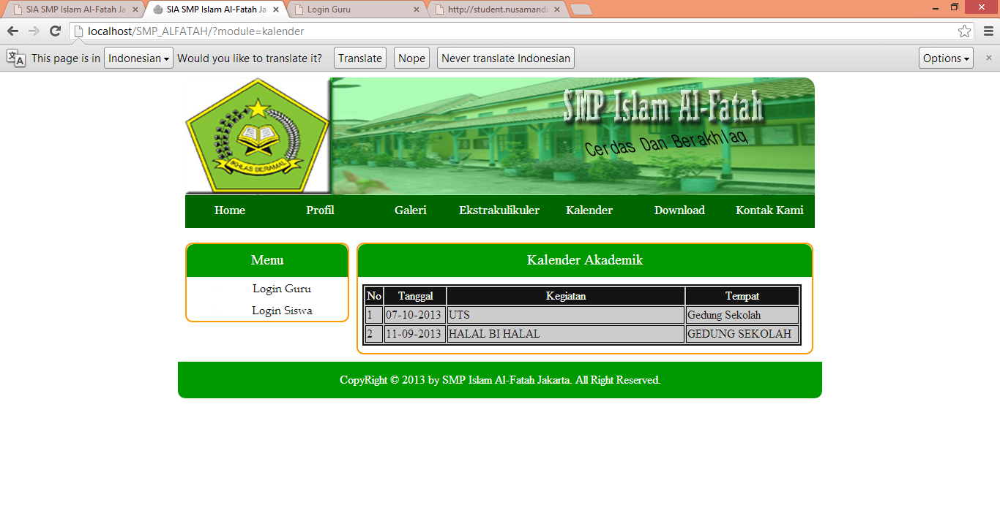 SIA SMP Islam Al-Fatah Ja
SIA SMP Islam Al-Fatah Ja
Login Guru
http://student.nusamandi
localhost/SMP_ALFATAH/?module=kalender
This page is in Indonesian Would you like to translate it? Translate Nope Never translate Indonesian Options
IKHLAS BERAMAL
SMP Islam Al-Fatah
Cerdas Dan Berakhlaq
Home Profil Galeri Ekstrakulikuler Kalender Download Kontak Kami
Menu
Login Guru
Login Siswa
Kalender Akademik
No Tanggal Kegiatan Tempat
1 07-10-2013 UTS Gedung Sekolah
2 11-09-2013 HALAL BI HALAL GEDUNG SEKOLAH
CopyRight © 2013 by SMP Islam Al-Fatah Jakarta. All Right Reserved.